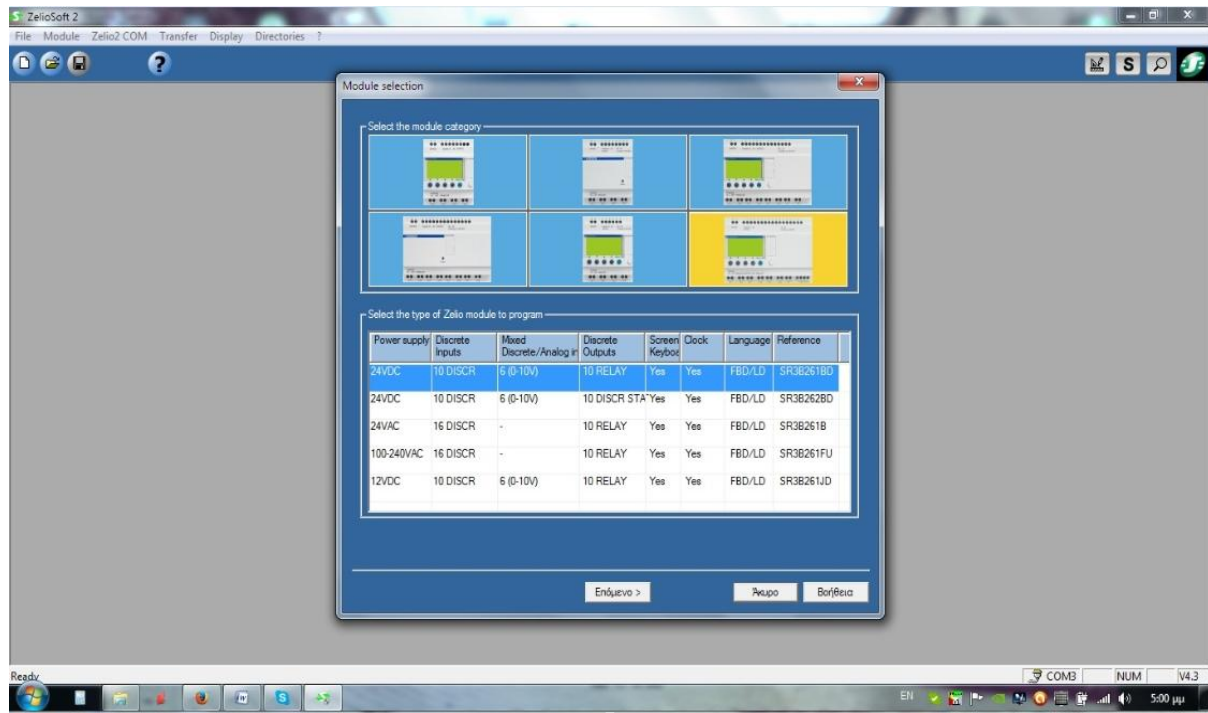 ZelioSoft 2
File Module Zelio2 COM Transfer Display Directories ?
Module selection
Select the module category
Select the type of Zelio module to program
Power supply Discrete Inputs Mixed Discrete/Analog in Discrete Outputs Screen Keyboa Clock Language Reference
24VDC 10 DISCR 6 (0-10V) 10 RELAY Yes Yes FBD/LD SR3B261BD
24VDC 10 DISCR 6 (0-10V) 10 DISCR STA Yes Yes FBD/LD SR3B262BD
24VAC 16 DISCR - 10 RELAY Yes Yes FBD/LD SR3B261B
100-240VAC 16 DISCR - 10 RELAY Yes Yes FBD/LD SR3B261FU
12VDC 10 DISCR 6 (0-10V) 10 RELAY Yes Yes FBD/LD SR3B261JD
Επόμενο > Άκυρο Βοήθεια
Ready COM3 NUM V4.3
EN 5:00 μμ